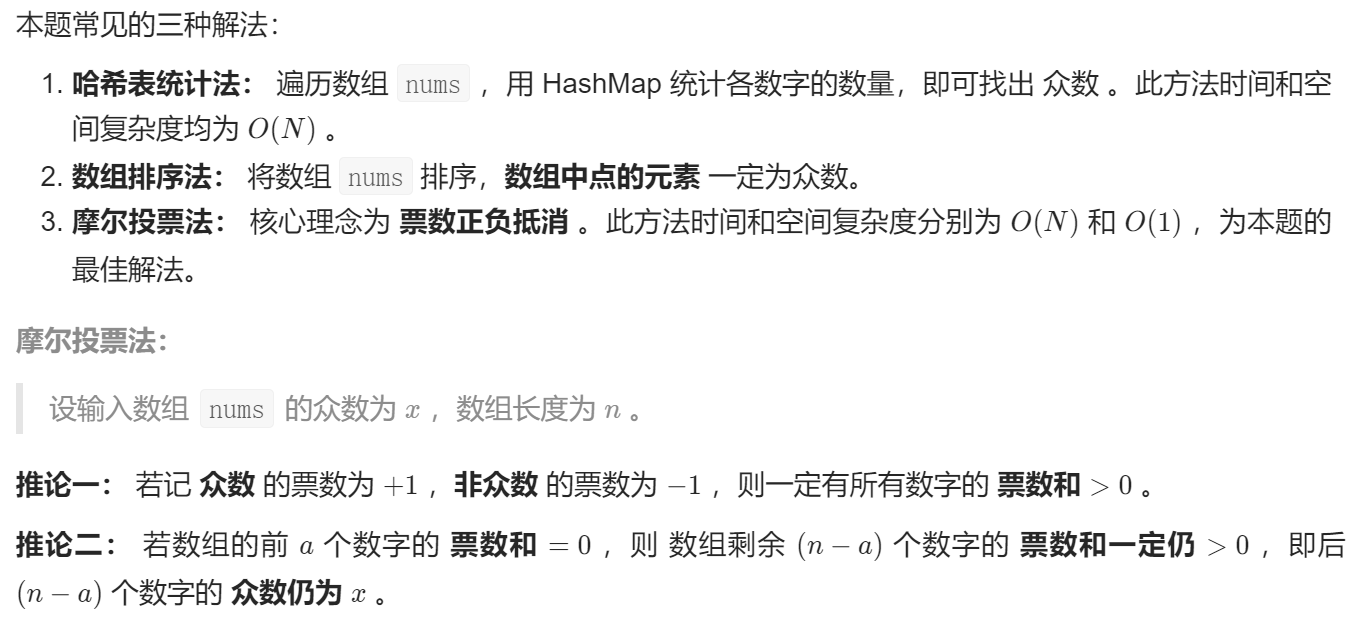 本题常见的三种解法：
1. 哈希表统计法： 遍历数组 nums ，用 HashMap 统计各数字的数量，即可找出 众数 。此方法时间和空
间复杂度均为 O(N) 。
2. 数组排序法： 将数组 nums 排序，数组中点的元素 一定为众数。
3. 摩尔投票法： 核心理念为 票数正负抵消 。此方法时间和空间复杂度分别为 O(N) 和 O(1) ，为本题的
最佳解法。
摩尔投票法：
设输入数组 nums 的众数为 x ，数组长度为 n 。
推论一： 若记 众数 的票数为 +1 ，非众数 的票数为 −1 ，则一定有所有数字的 票数和 > 0 。
推论二： 若数组的前 a 个数字的 票数和 = 0 ，则 数组剩余 (n − a) 个数字的 票数和一定仍 > 0 ，即后
(n − a) 个数字的 众数仍为 x 。